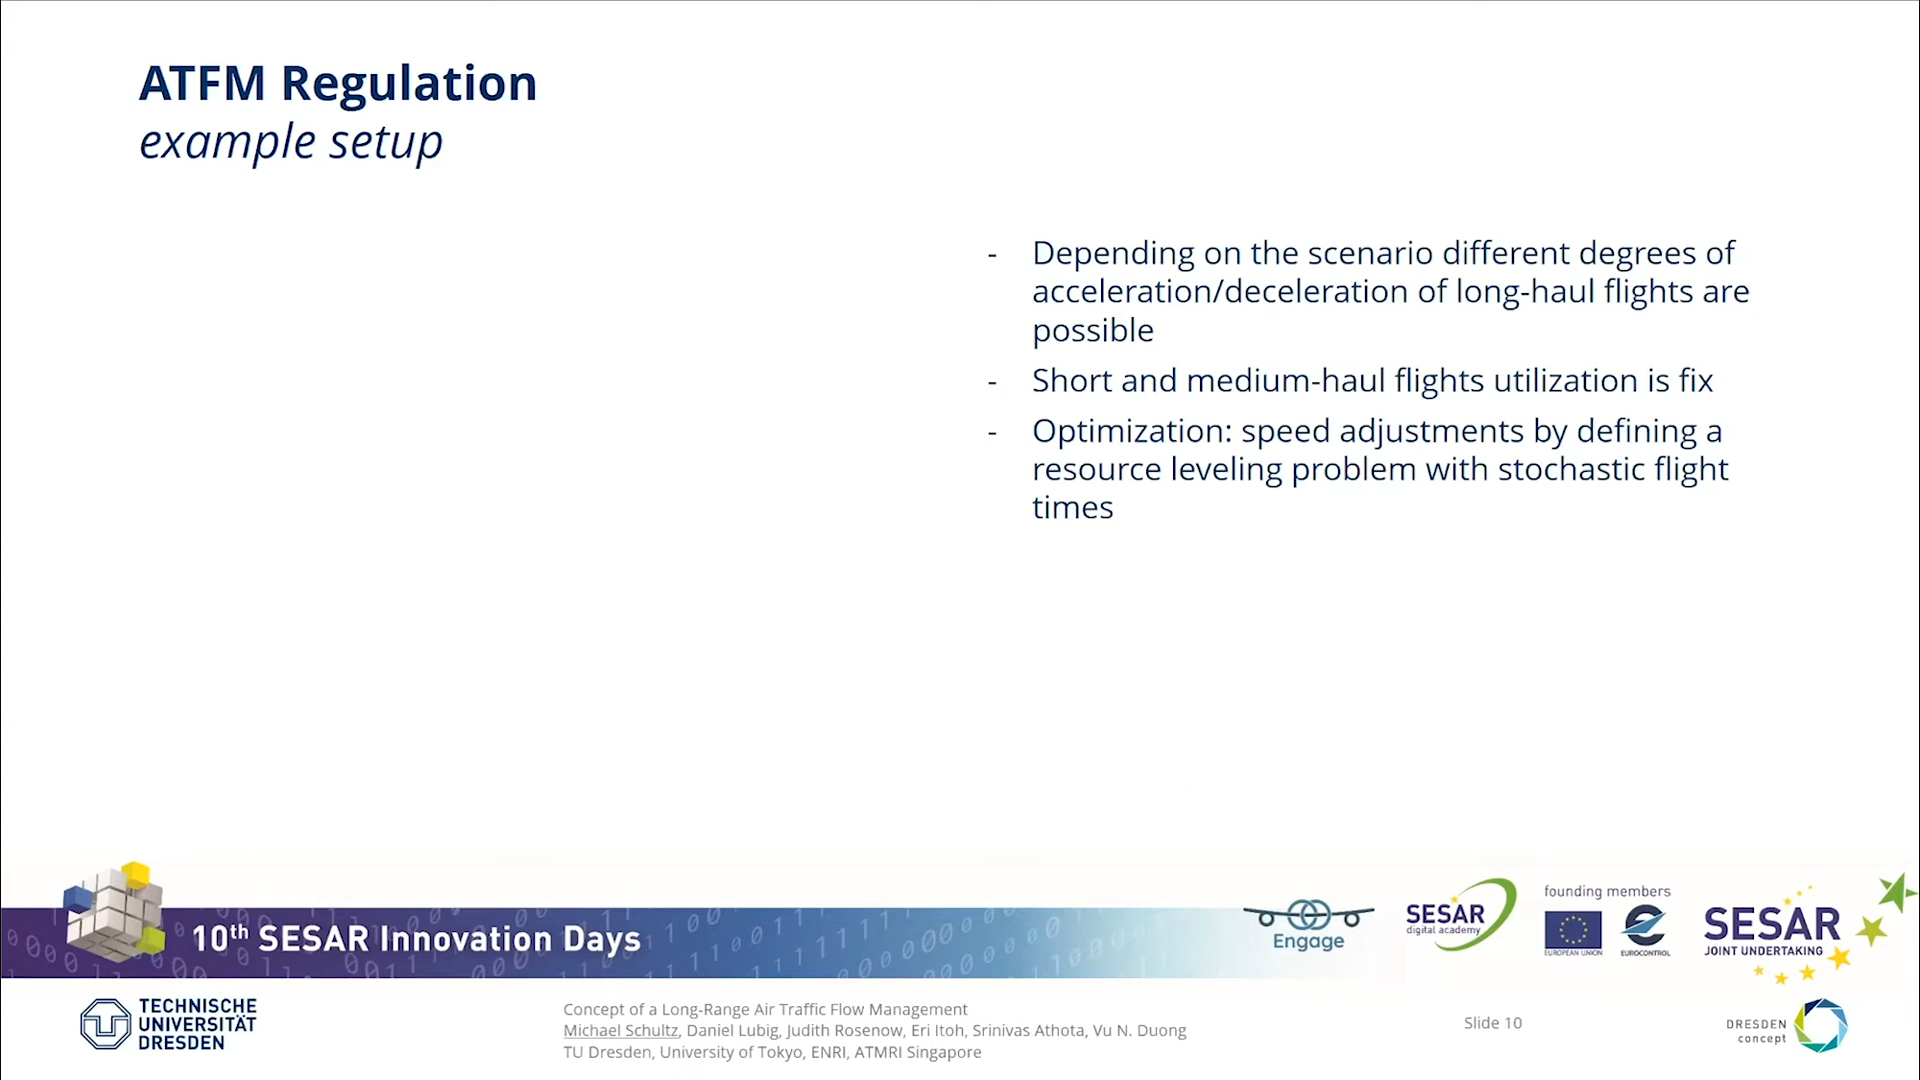 ATFM Regulation
example setup
- Depending on the scenario different degrees of
acceleration/deceleration of long-haul flights are
possible
- Short and medium-haul flights utilization is fix
- Optimization: speed adjustments by defining a
resource leveling problem with stochastic flight
times
10th SESAR Innovation Days
Engage
SESAR
digital academy
founding members
EUROPEAN UNION
EUROCONTROL
SESAR
JOINT UNDERTAKING
TECHNISCHE
UNIVERSITÄT
DRESDEN
Concept of a Long-Range Air Traffic Flow Management
Michael Schultz, Daniel Lubig, Judith Rosenow, Eri Itoh, Srinivas Athota, Vu N. Duong
TU Dresden, University of Tokyo, ENRI, ATMRI Singapore
Slide 10
DRESDEN
concept